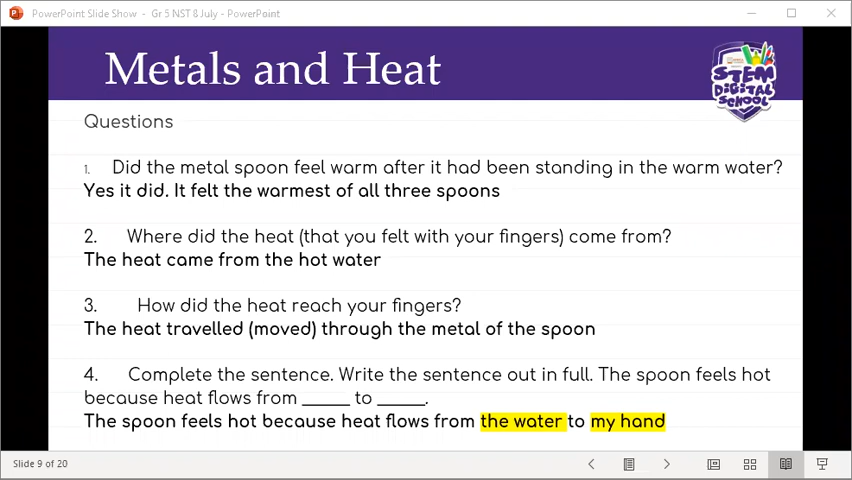 PowerPoint Slide Show - Gr 5 NST 8 July - PowerPoint
Metals and Heat
STEM
DIGITAL
SCHOOL
Questions
1. Did the metal spoon feel warm after it had been standing in the warm water?
Yes it did. It felt the warmest of all three spoons
2. Where did the heat (that you felt with your fingers) come from?
The heat came from the hot water
3. How did the heat reach your fingers?
The heat travelled (moved) through the metal of the spoon
4. Complete the sentence. Write the sentence out in full. The spoon feels hot
because heat flows from _____ to _____.
The spoon feels hot because heat flows from the water to my hand
Slide 9 of 20